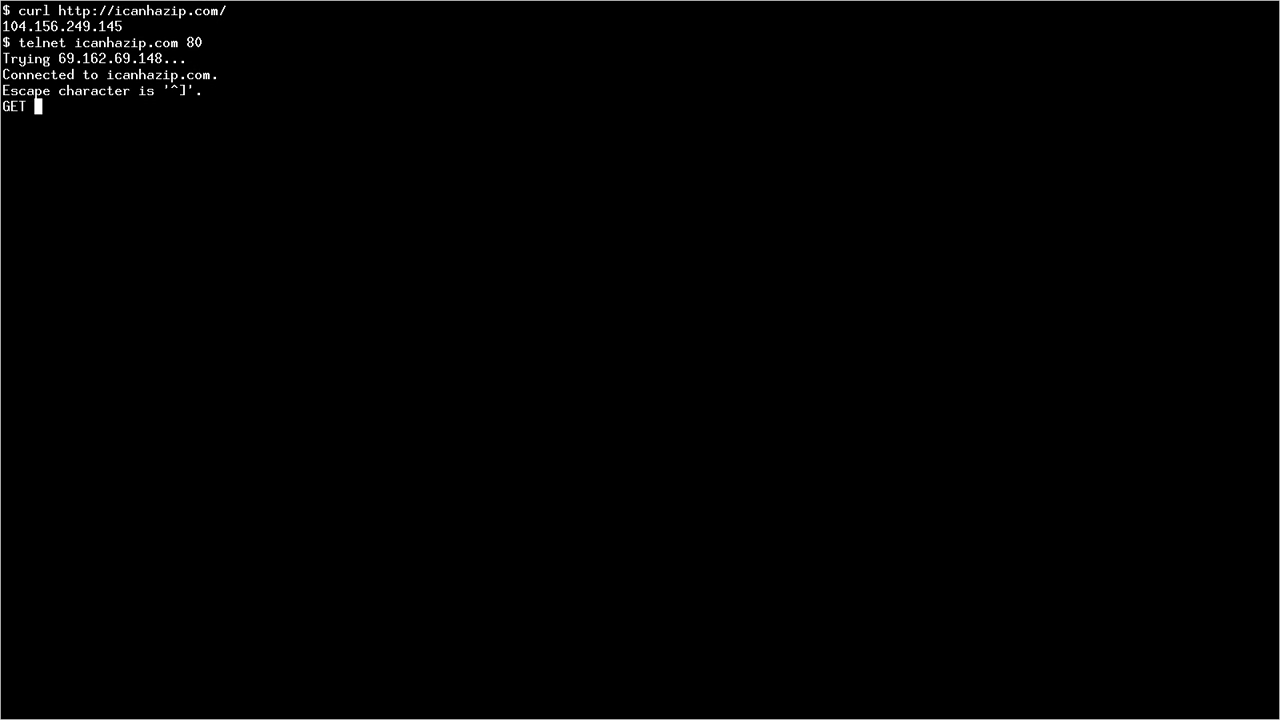 $ curl http://icanhazip.com/
104.156.249.145
$ telnet icanhazip.com 80
Trying 69.162.69.148...
Connected to icanhazip.com.
Escape character is '^]'.
GET